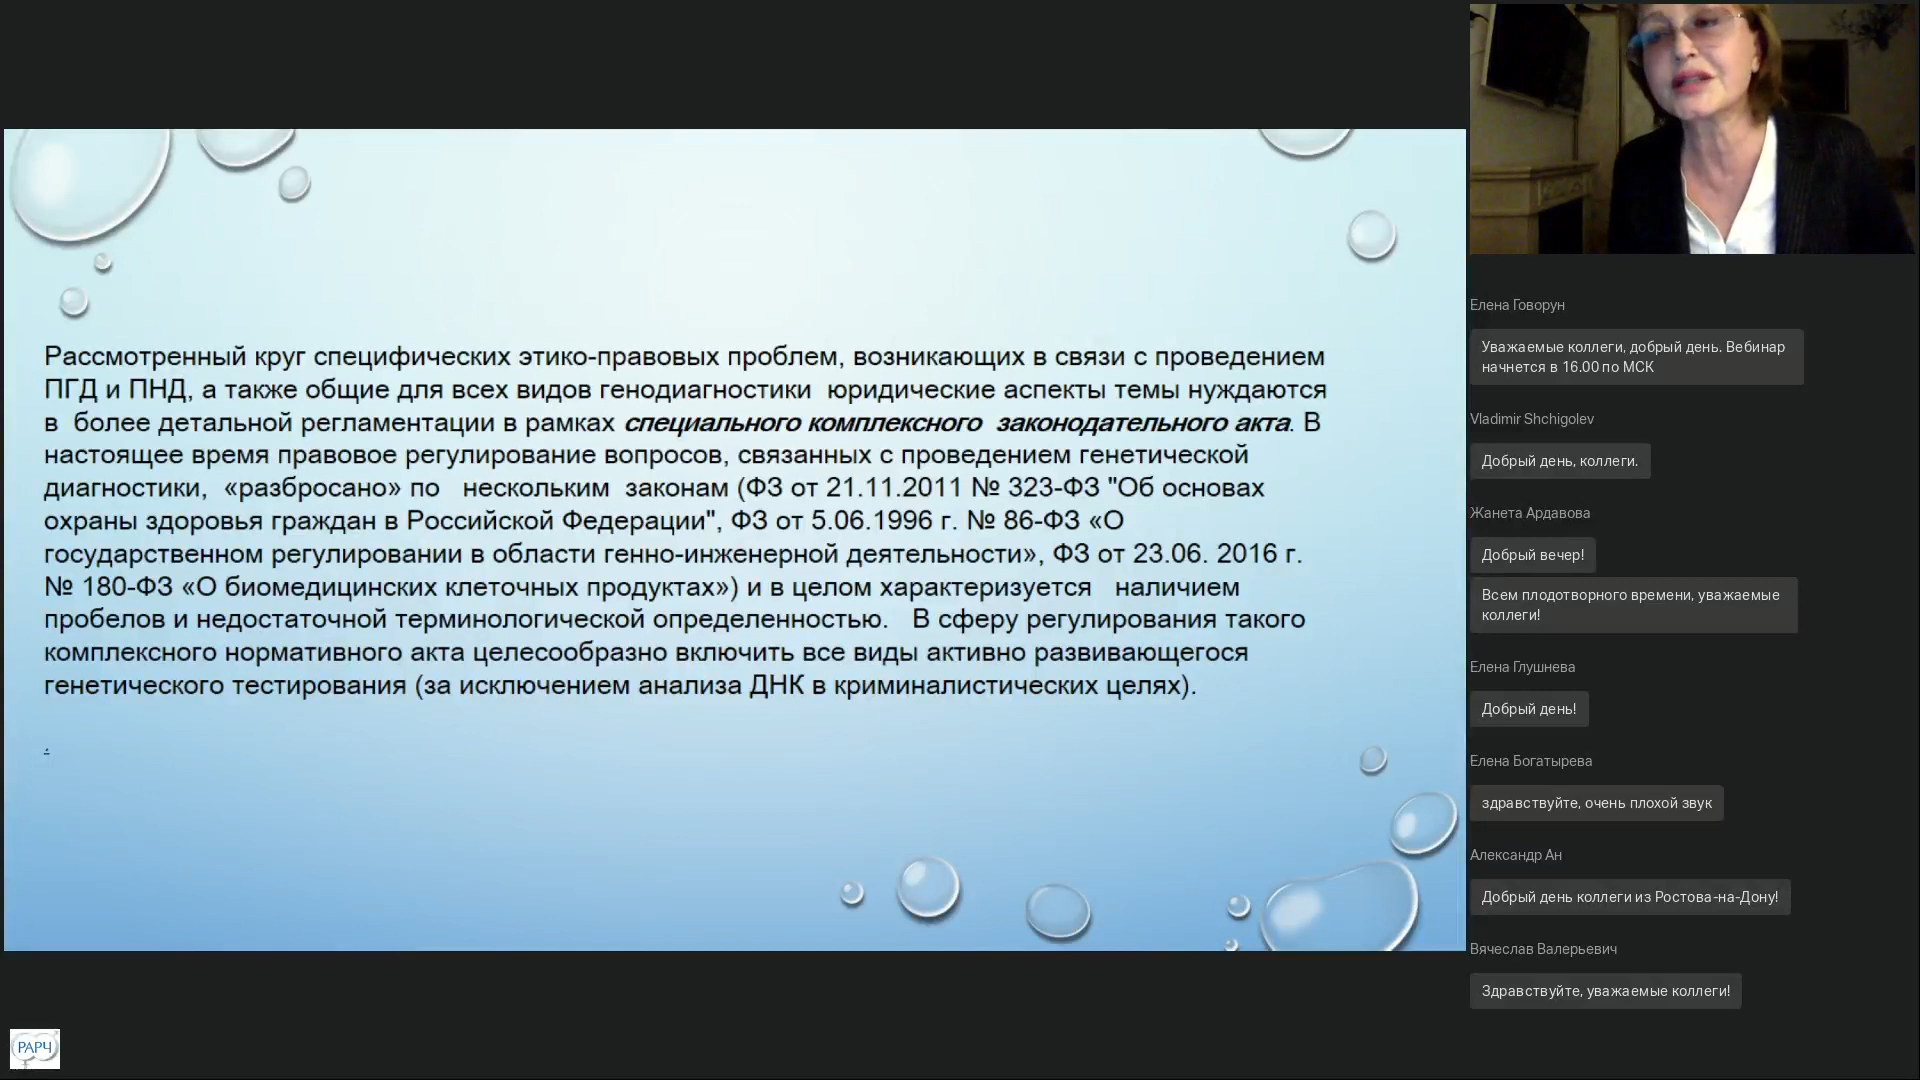 Рассмотренный круг специфических этико-правовых проблем, возникающих в связи с проведением
ПГД и ПНД, а также общие для всех видов генодиагностики юридические аспекты темы нуждаются
в более детальной регламентации в рамках специального комплексного законодательного акта. В
настоящее время правовое регулирование вопросов, связанных с проведением генетической
диагностики, «разбросано» по нескольким законам (ФЗ от 21.11.2011 № 323-ФЗ "Об основах
охраны здоровья граждан в Российской Федерации", ФЗ от 5.06.1996 г. № 86-ФЗ «О
государственном регулировании в области генно-инженерной деятельности», ФЗ от 23.06. 2016 г.
№ 180-ФЗ «О биомедицинских клеточных продуктах») и в целом характеризуется наличием
пробелов и недостаточной терминологической определенностью. В сферу регулирования такого
комплексного нормативного акта целесообразно включить все виды активно развивающегося
генетического тестирования (за исключением анализа ДНК в криминалистических целях).
.
Елена Говорун
Уважаемые коллеги, добрый день. Вебинар
начнется в 16.00 по МСК
Vladimir Shchigolev
Добрый день, коллеги.
Жанета Ардавова
Добрый вечер!
Всем плодотворного времени, уважаемые
коллеги!
Елена Глушнева
Добрый день!
Елена Богатырева
здравствуйте, очень плохой звук
Александр Ан
Добрый день коллеги из Ростова-на-Дону!
Вячеслав Валерьевич
Здравствуйте, уважаемые коллеги!
РАРЧ